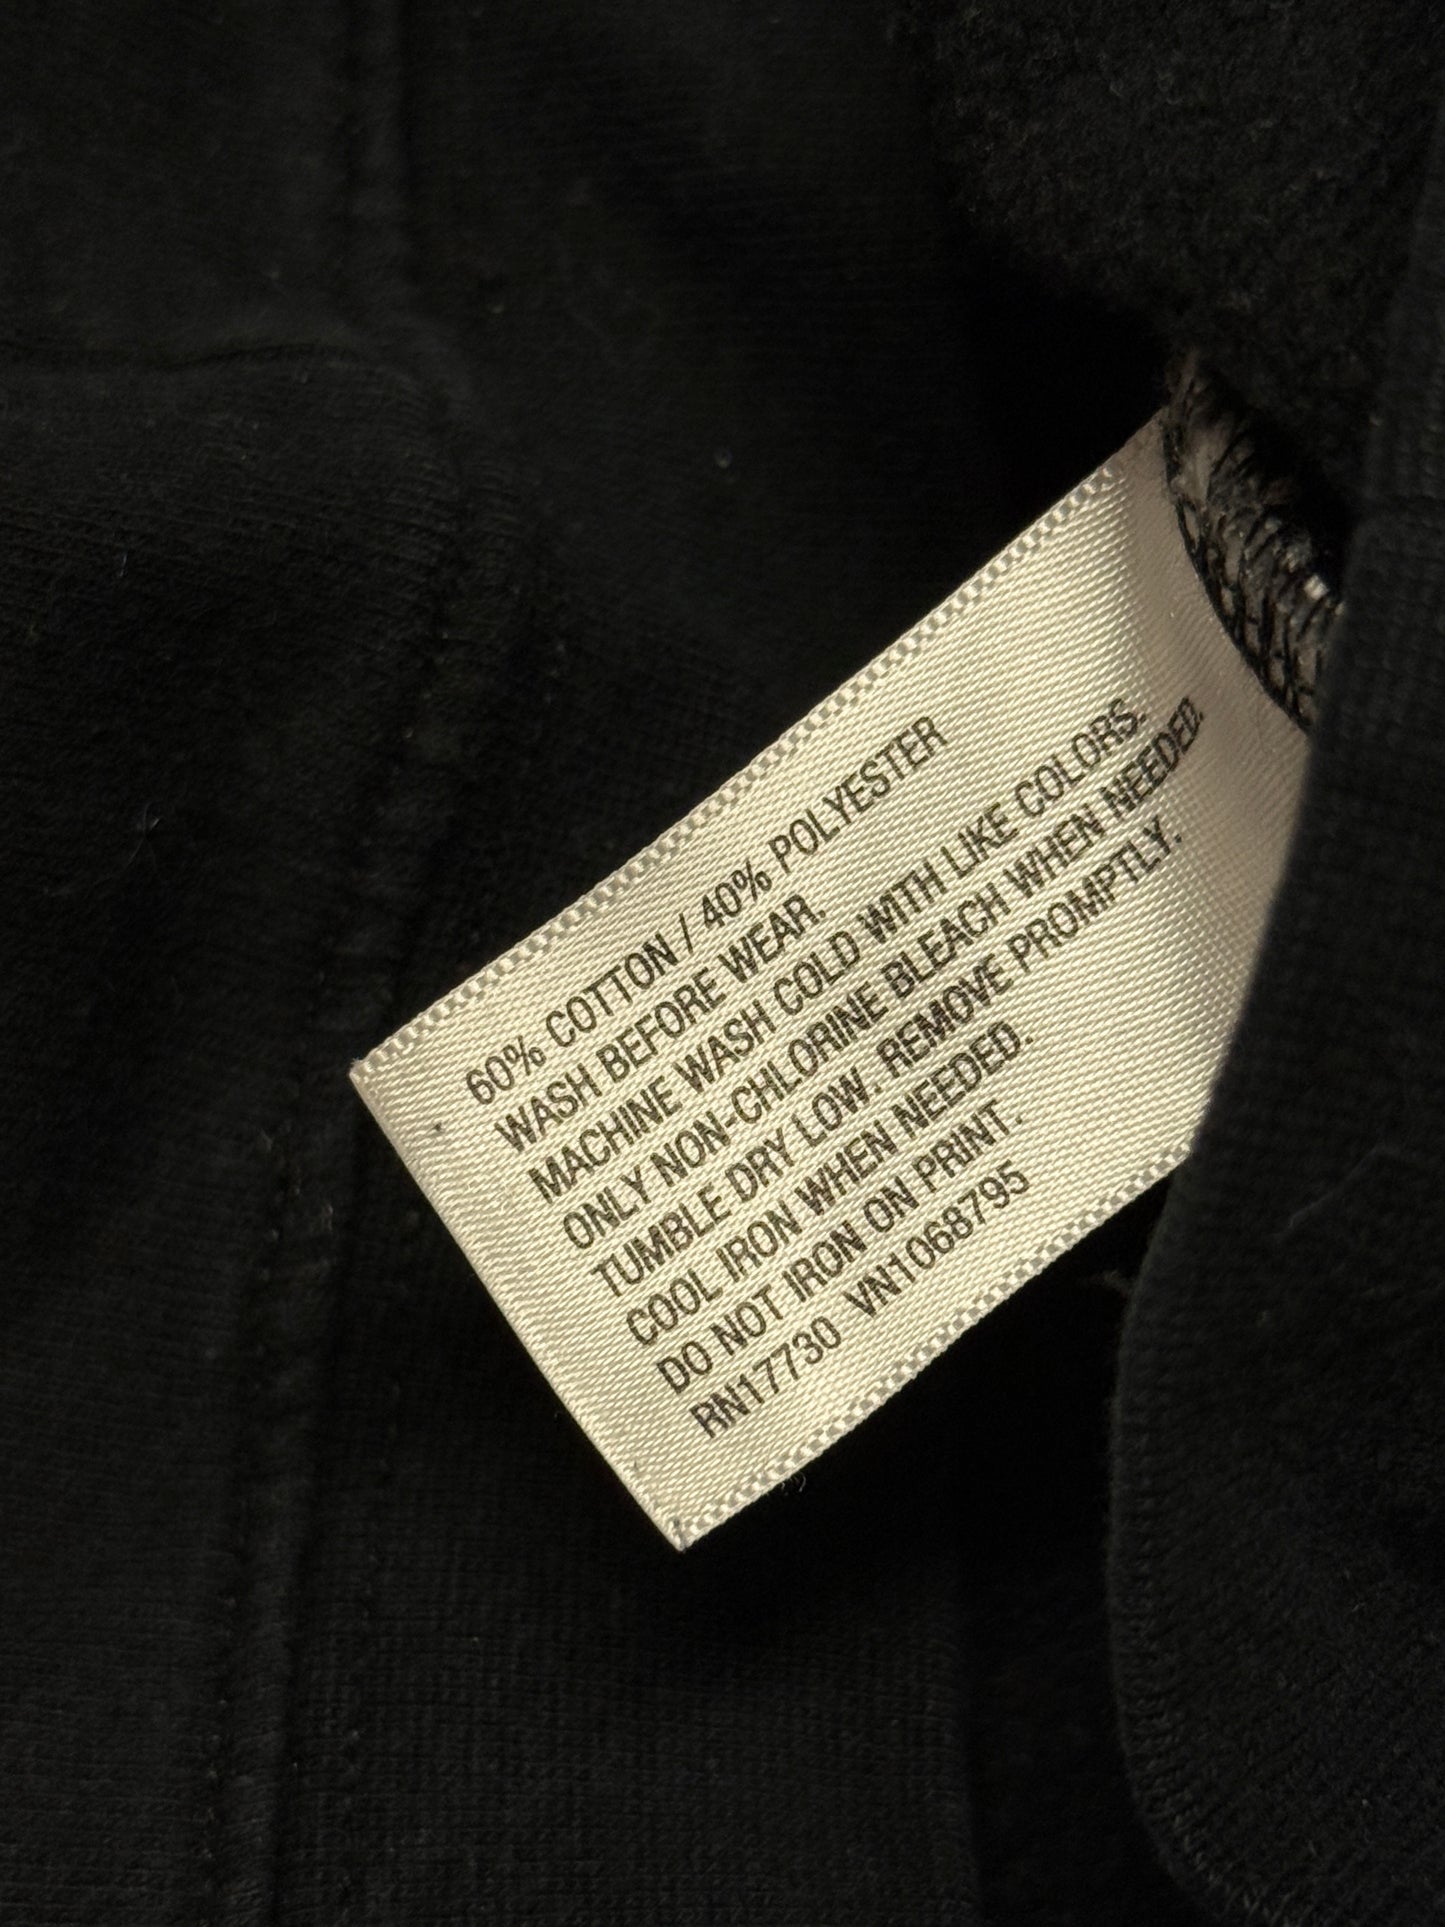 60% COTTON / 40% POLYESTER
WASH BEFORE WEAR.
MACHINE WASH COLD WITH LIKE COLORS.
ONLY NON-CHLORINE BLEACH WHEN NEEDED.
TUMBLE DRY LOW. REMOVE PROMPTLY.
COOL IRON WHEN NEEDED.
DO NOT IRON ON PRINT.
RN17730 VN1068795